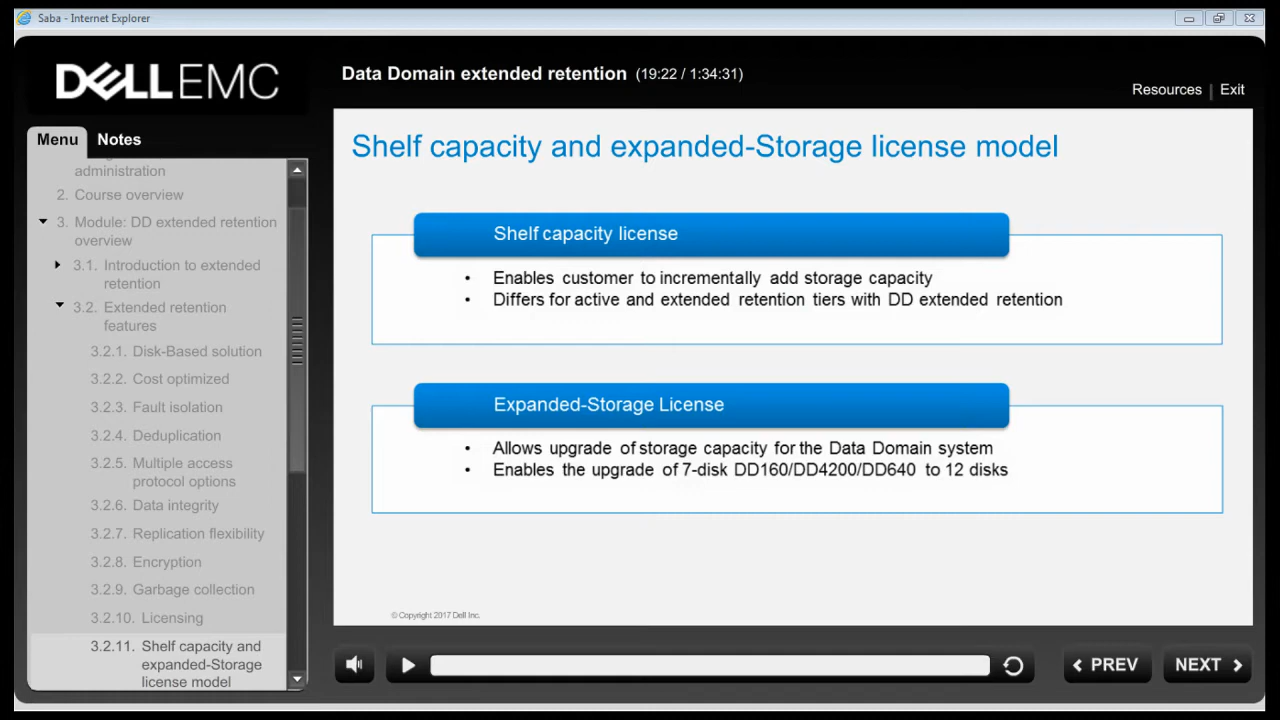 Saba - Internet Explorer
DELLEMC
Data Domain extended retention (19:22 / 1:34:31)
Resources | Exit
Menu
Notes
administration
2. Course overview
3. Module: DD extended retention
overview
3.1. Introduction to extended
retention
3.2. Extended retention
features
3.2.1. Disk-Based solution
3.2.2. Cost optimized
3.2.3. Fault isolation
3.2.4. Deduplication
3.2.5. Multiple access
protocol options
3.2.6. Data integrity
3.2.7. Replication flexibility
3.2.8. Encryption
3.2.9. Garbage collection
3.2.10. Licensing
3.2.11. Shelf capacity and
expanded-Storage
license model
Shelf capacity and expanded-Storage license model
Shelf capacity license
• Enables customer to incrementally add storage capacity
• Differs for active and extended retention tiers with DD extended retention
Expanded-Storage License
• Allows upgrade of storage capacity for the Data Domain system
• Enables the upgrade of 7-disk DD160/DD4200/DD640 to 12 disks
© Copyright 2017 Dell Inc.
PREV
NEXT